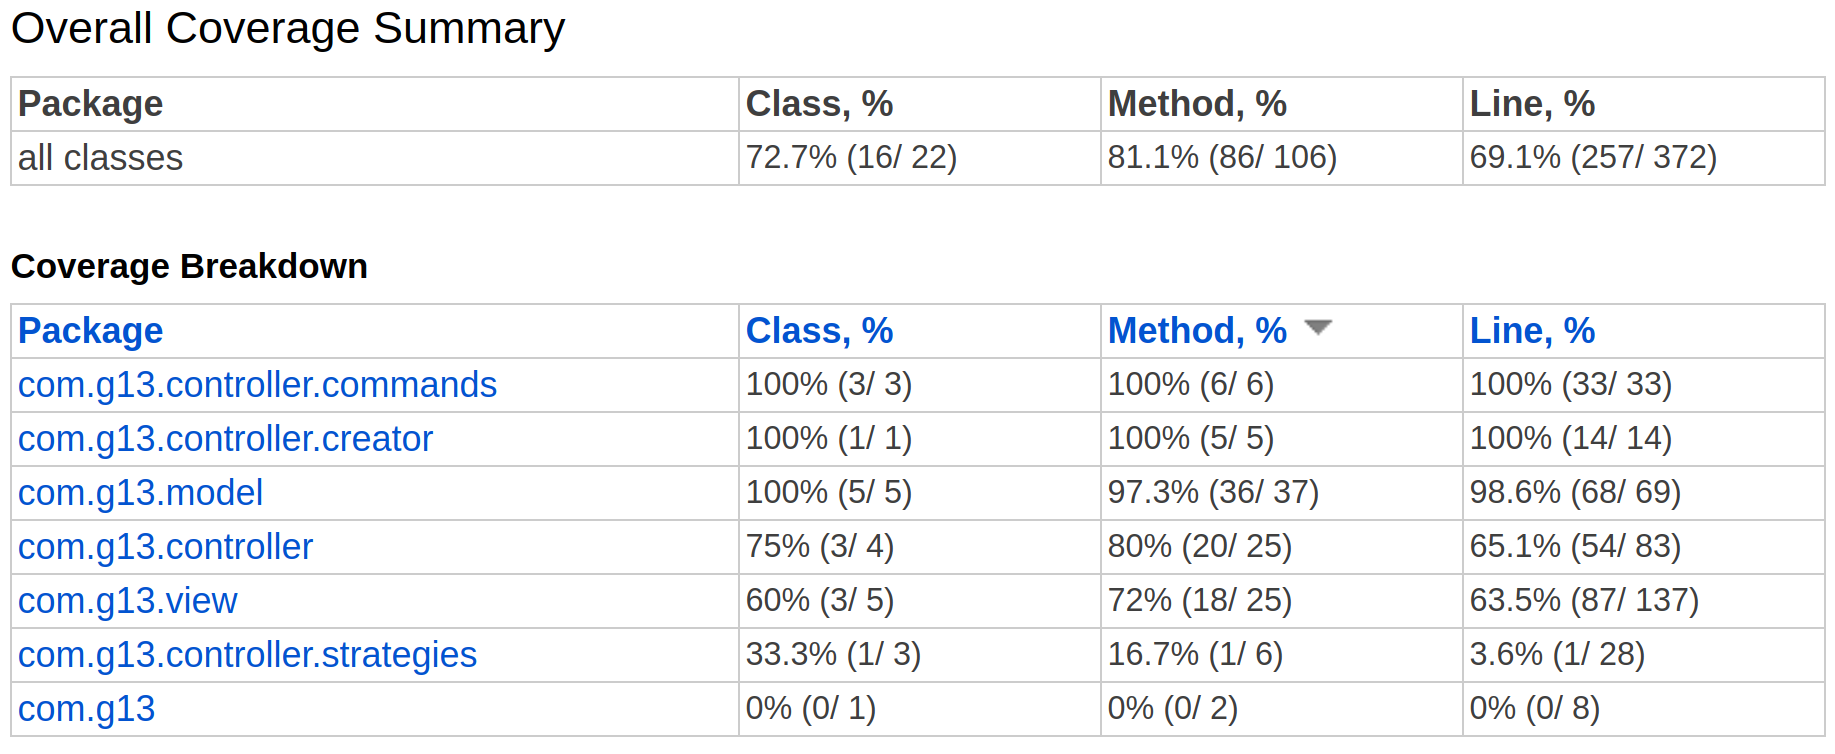 Overall Coverage Summary
Package Class, % Method, % Line, %
all classes 72.7% (16/ 22) 81.1% (86/ 106) 69.1% (257/ 372)
Coverage Breakdown
Package Class, % Method, % Line, %
com.g13.controller.commands 100% (3/ 3) 100% (6/ 6) 100% (33/ 33)
com.g13.controller.creator 100% (1/ 1) 100% (5/ 5) 100% (14/ 14)
com.g13.model 100% (5/ 5) 97.3% (36/ 37) 98.6% (68/ 69)
com.g13.controller 75% (3/ 4) 80% (20/ 25) 65.1% (54/ 83)
com.g13.view 60% (3/ 5) 72% (18/ 25) 63.5% (87/ 137)
com.g13.controller.strategies 33.3% (1/ 3) 16.7% (1/ 6) 3.6% (1/ 28)
com.g13 0% (0/ 1) 0% (0/ 2) 0% (0/ 8)